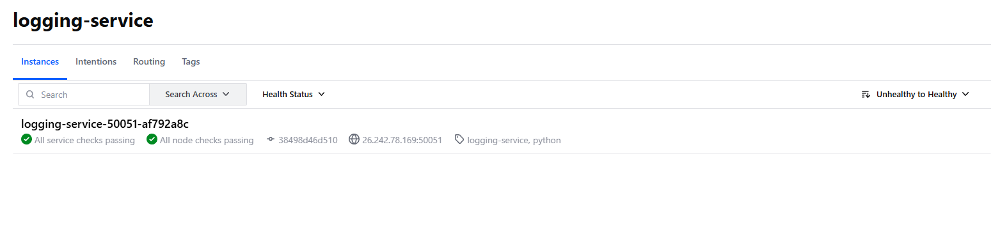 logging-service
Instances Intentions Routing Tags
Search Search Across Health Status Unhealthy to Healthy
logging-service-50051-af792a8c
All service checks passing All node checks passing 38498d46d510 26.242.78.169:50051 logging-service, python